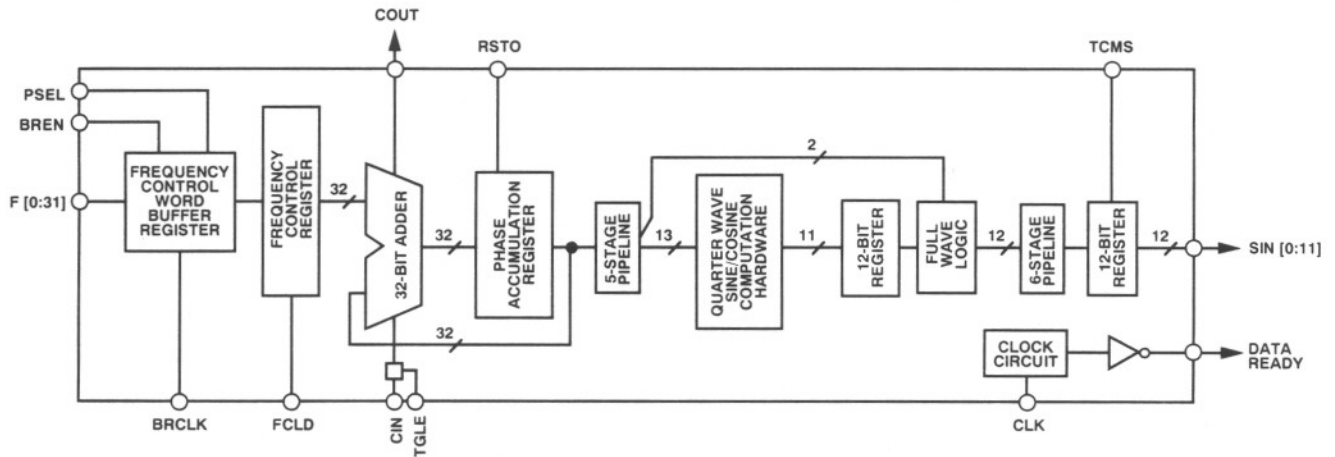 COUT
RSTO
TCMS
PSEL
BREN
F [0:31]
FREQUENCY
CONTROL
WORD
BUFFER
REGISTER
FREQUENCY
CONTROL
REGISTER
32
32-BIT ADDER
32
32
PHASE
ACCUMULATION
REGISTER
5-STAGE
PIPELINE
2
13
QUARTER WAVE
SINE/COSINE
COMPUTATION
HARDWARE
11
12-BIT
REGISTER
FULL
WAVE
LOGIC
12
6-STAGE
PIPELINE
12-BIT
REGISTER
12
SIN [0:11]
CLOCK
CIRCUIT
DATA
READY
BRCLK
FCLD
CIN
TGLE
CLK